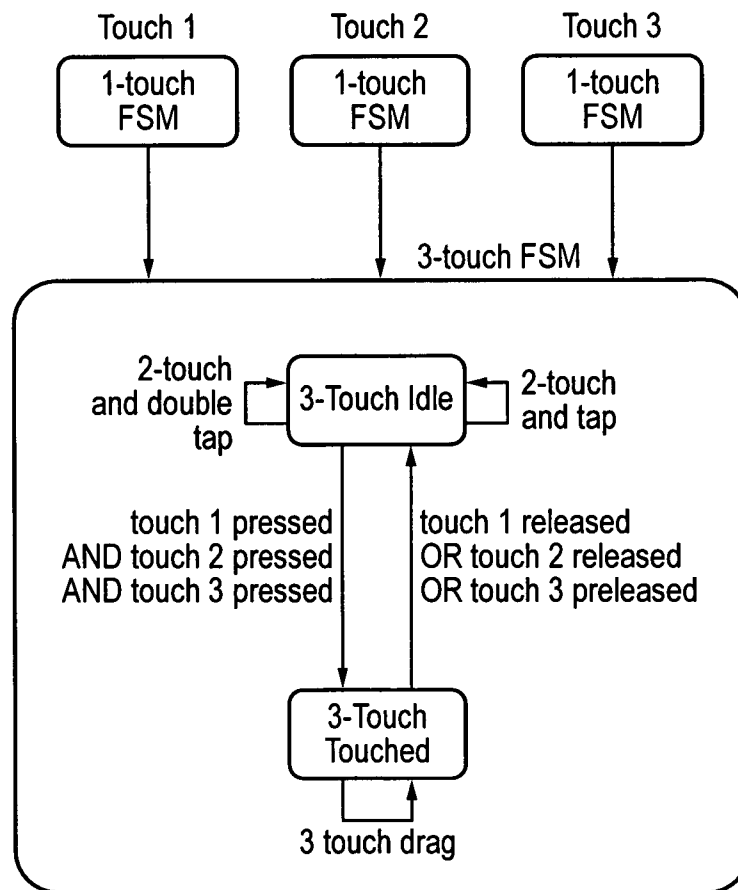 Touch 1
Touch 2
Touch 3
1-touch
FSM
1-touch
FSM
1-touch
FSM
3-touch FSM
2-touch
and double
tap
3-Touch Idle
2-touch
and tap
touch 1 pressed
AND touch 2 pressed
AND touch 3 pressed
touch 1 released
OR touch 2 released
OR touch 3 preleased
3-Touch
Touched
3 touch drag